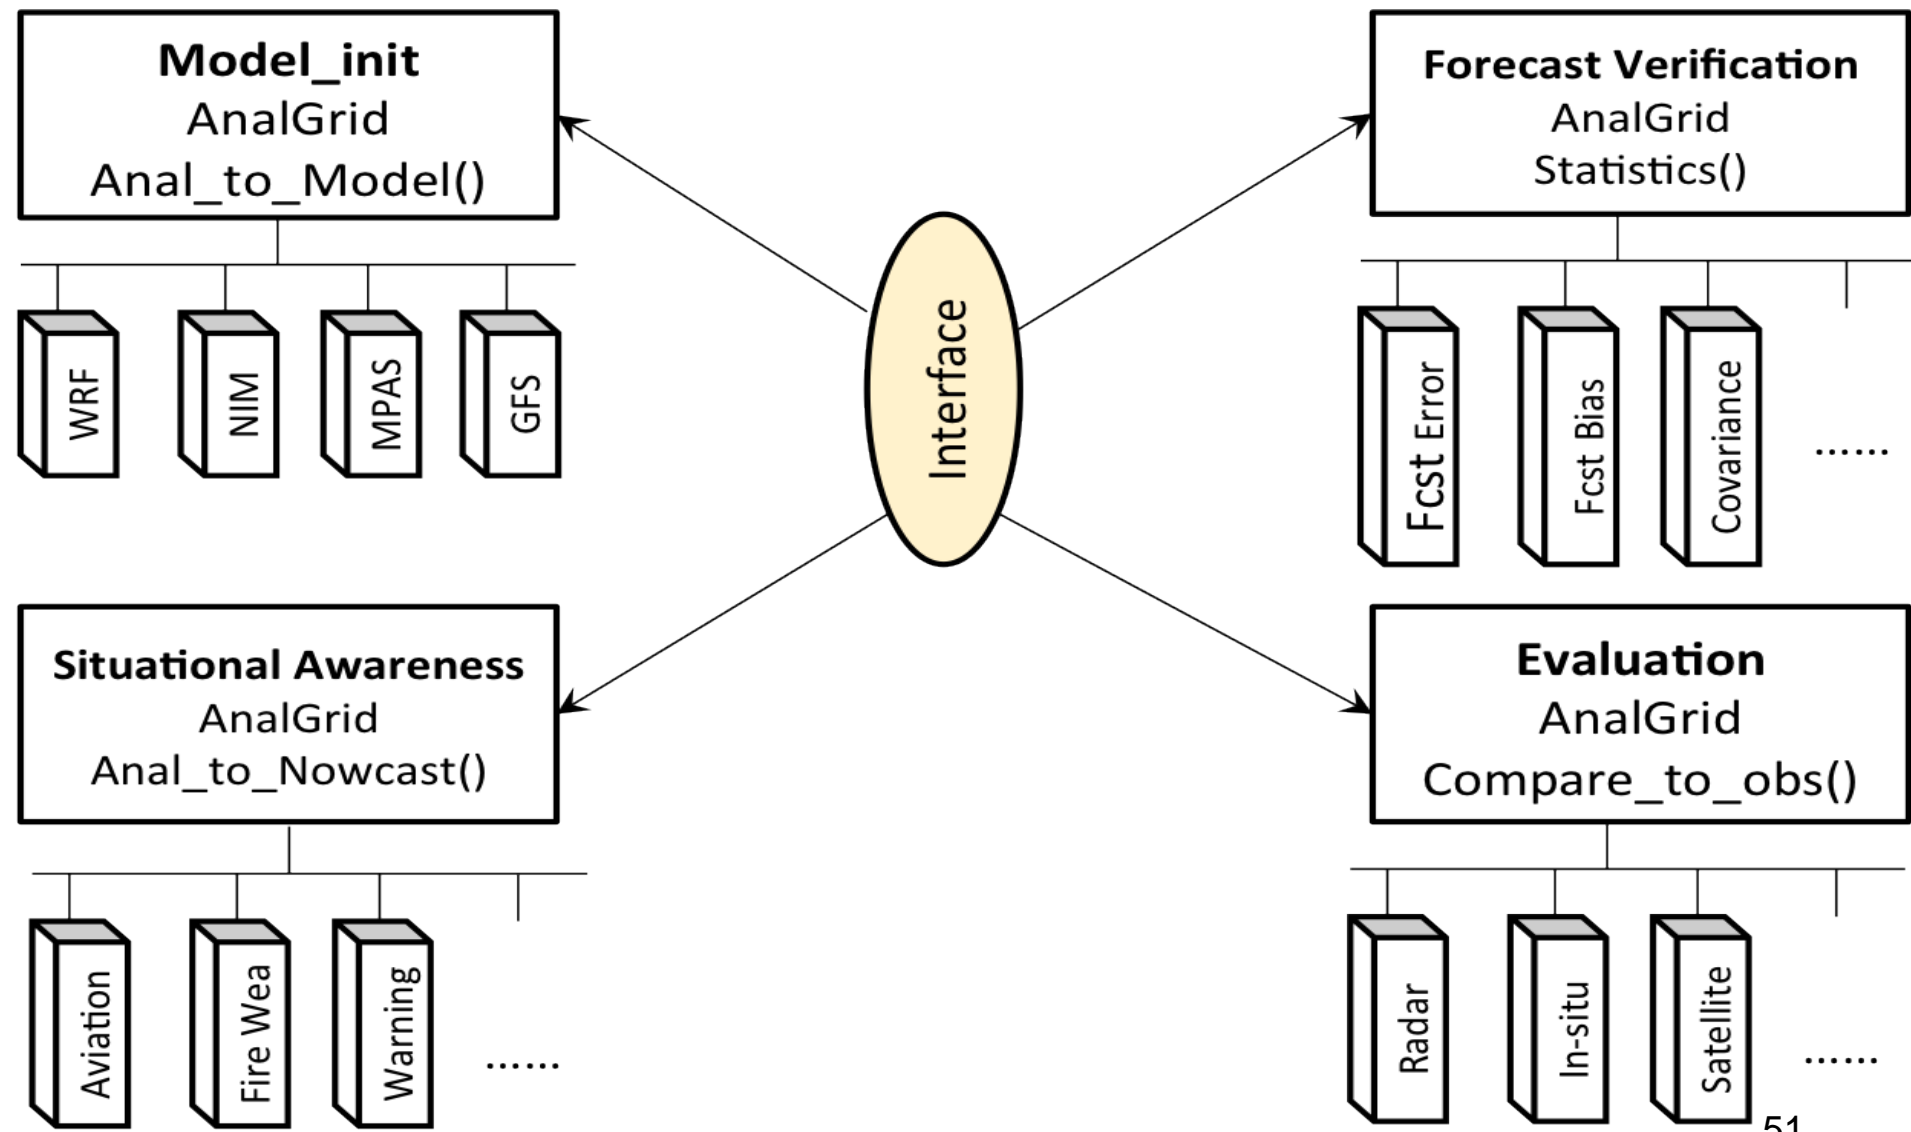 Model_init
AnalGrid
Anal_to_Model()
WRF
NIM
MPAS
GFS
Forecast Verification
AnalGrid
Statistics()
Fcst Error
Fcst Bias
Covariance
......
Interface
Situational Awareness
AnalGrid
Anal_to_Nowcast()
Aviation
Fire Wea
Warning
......
Evaluation
AnalGrid
Compare_to_obs()
Radar
In-situ
Satellite
......
51